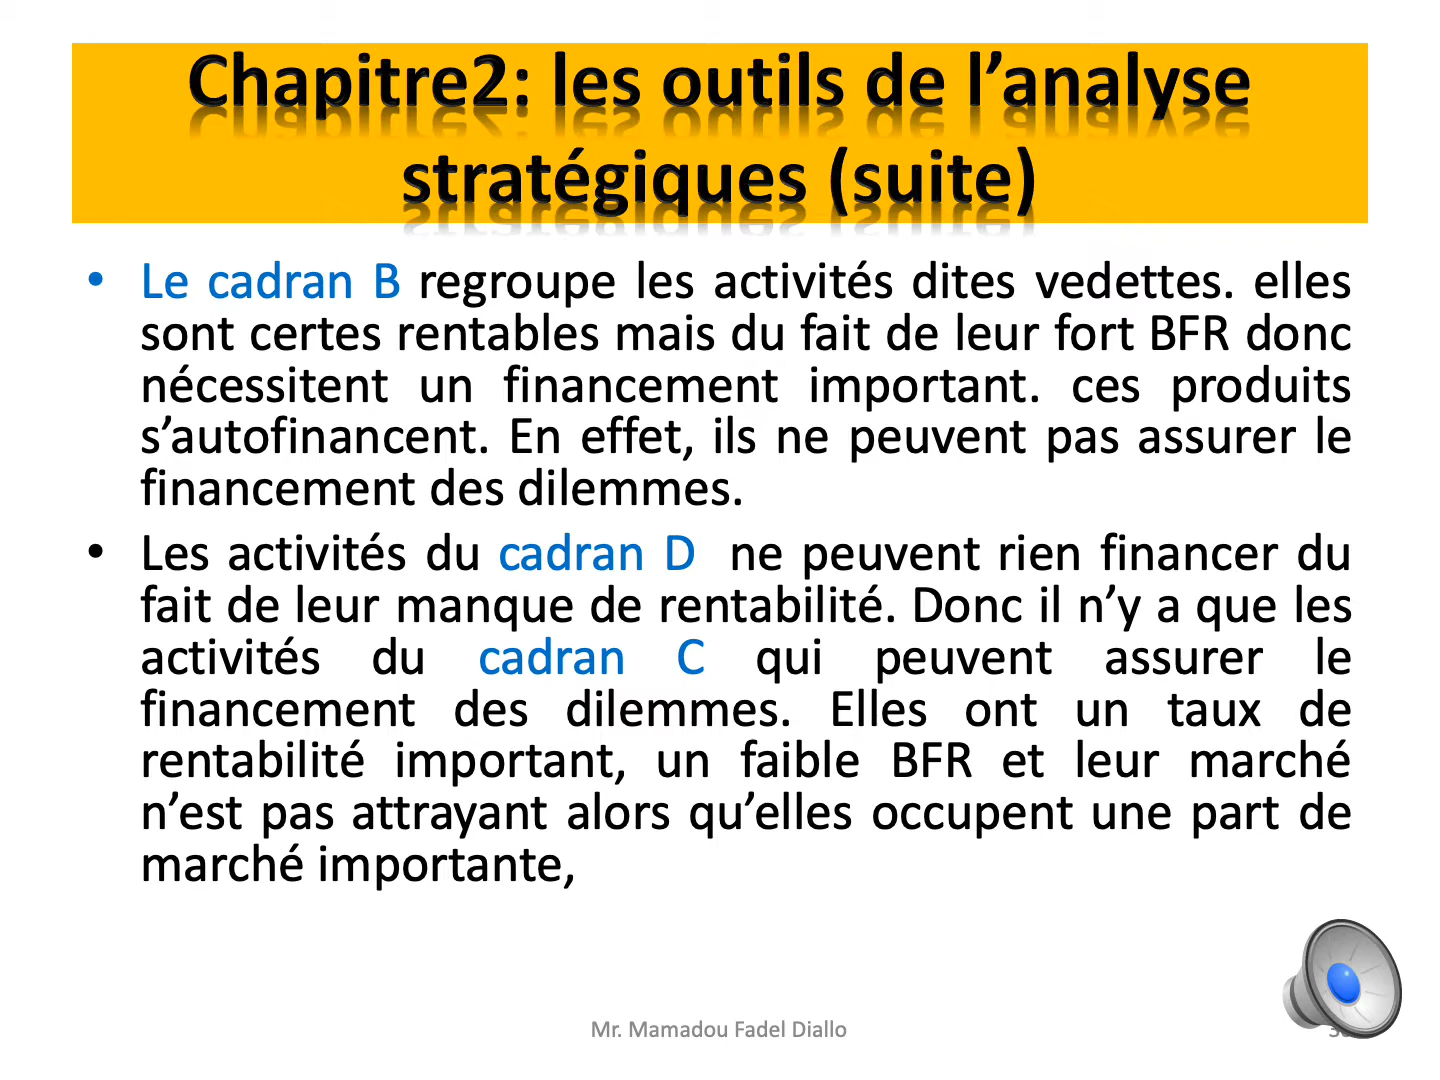 Chapitre2: les outils de l’analyse
stratégiques (suite)
• Le cadran B regroupe les activités dites vedettes. elles
sont certes rentables mais du fait de leur fort BFR donc
nécessitent un financement important. ces produits
s’autofinancent. En effet, ils ne peuvent pas assurer le
financement des dilemmes.
• Les activités du cadran D ne peuvent rien financer du
fait de leur manque de rentabilité. Donc il n’y a que les
activités du cadran C qui peuvent assurer le
financement des dilemmes. Elles ont un taux de
rentabilité important, un faible BFR et leur marché
n’est pas attrayant alors qu’elles occupent une part de
marché importante,
Mr. Mamadou Fadel Diallo